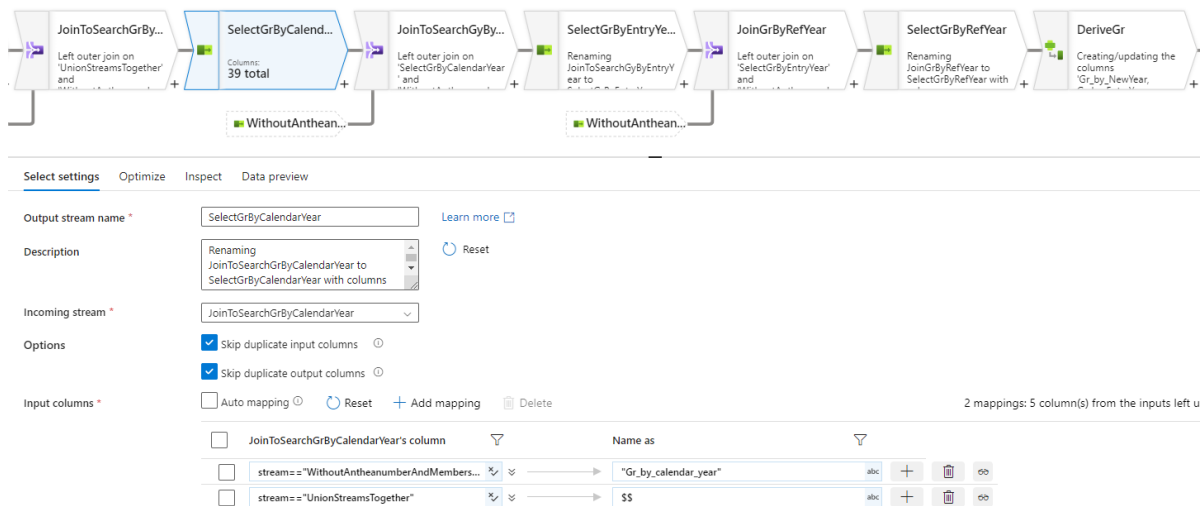 JoinToSearchGrBy...
Left outer join on
'UnionStreamsTogether'
and
SelectGrByCalend...
Columns:
39 total
JoinToSearchGyBy...
Left outer join on
'SelectGrByCalendarYear
' and
SelectGrByEntryYe...
Renaming
JoinToSearchGyByEntryY
ear to
JoinGrByRefYear
Left outer join on
'SelectGrByEntryYear'
and
SelectGrByRefYear
Renaming
JoinGrByRefYear to
SelectGrByRefYear with
DeriveGr
Creating/updating the
columns
'Gr_by_NewYear,
WithoutAnthean...
WithoutAnthean...
Select settings
Optimize
Inspect
Data preview
Output stream name *
SelectGrByCalendarYear
Learn more
Description
Renaming
JoinToSearchGrByCalendarYear to
SelectGrByCalendarYear with columns
Reset
Incoming stream *
JoinToSearchGrByCalendarYear
Options
Skip duplicate input columns
Skip duplicate output columns
Input columns *
Auto mapping
Reset
+ Add mapping
Delete
2 mappings: 5 column(s) from the inputs left u
JoinToSearchGrByCalendarYear's column
Name as
stream=="WithoutAntheanumberAndMembers...
"Gr_by_calendar_year"
abc
stream=="UnionStreamsTogether"
$$
abc